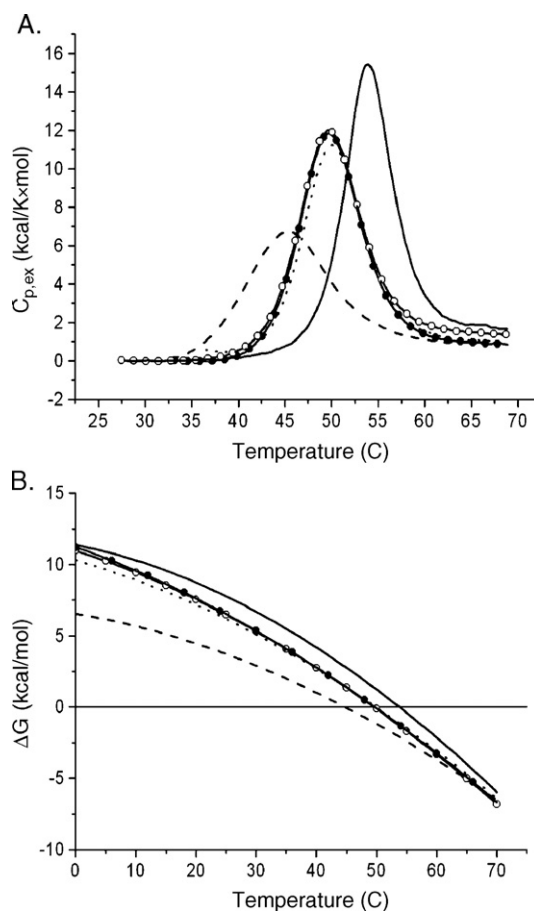 A.
16
14
12
10
8
6
4
2
0
-2
C_{p,ex} (kcal/K×mol)
25 30 35 40 45 50 55 60 65 70
Temperature (C)
B.
15
10
5
0
-5
-10
ΔG (kcal/mol)
0 10 20 30 40 50 60 70
Temperature (C)